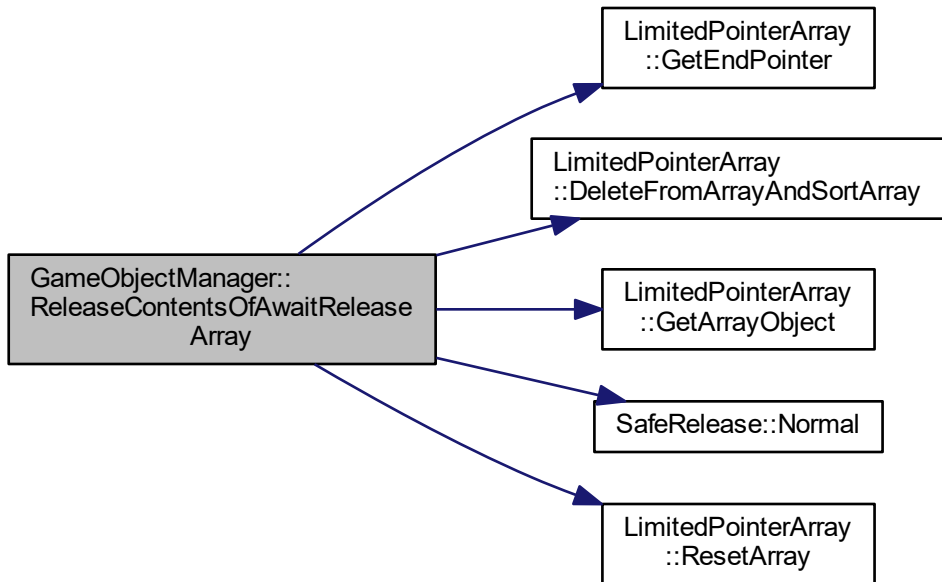 GameObjectManager::
ReleaseContentsOfAwaitRelease
Array
LimitedPointerArray
::GetEndPointer
LimitedPointerArray
::DeleteFromArrayAndSortArray
LimitedPointerArray
::GetArrayObject
SafeRelease::Normal
LimitedPointerArray
::ResetArray